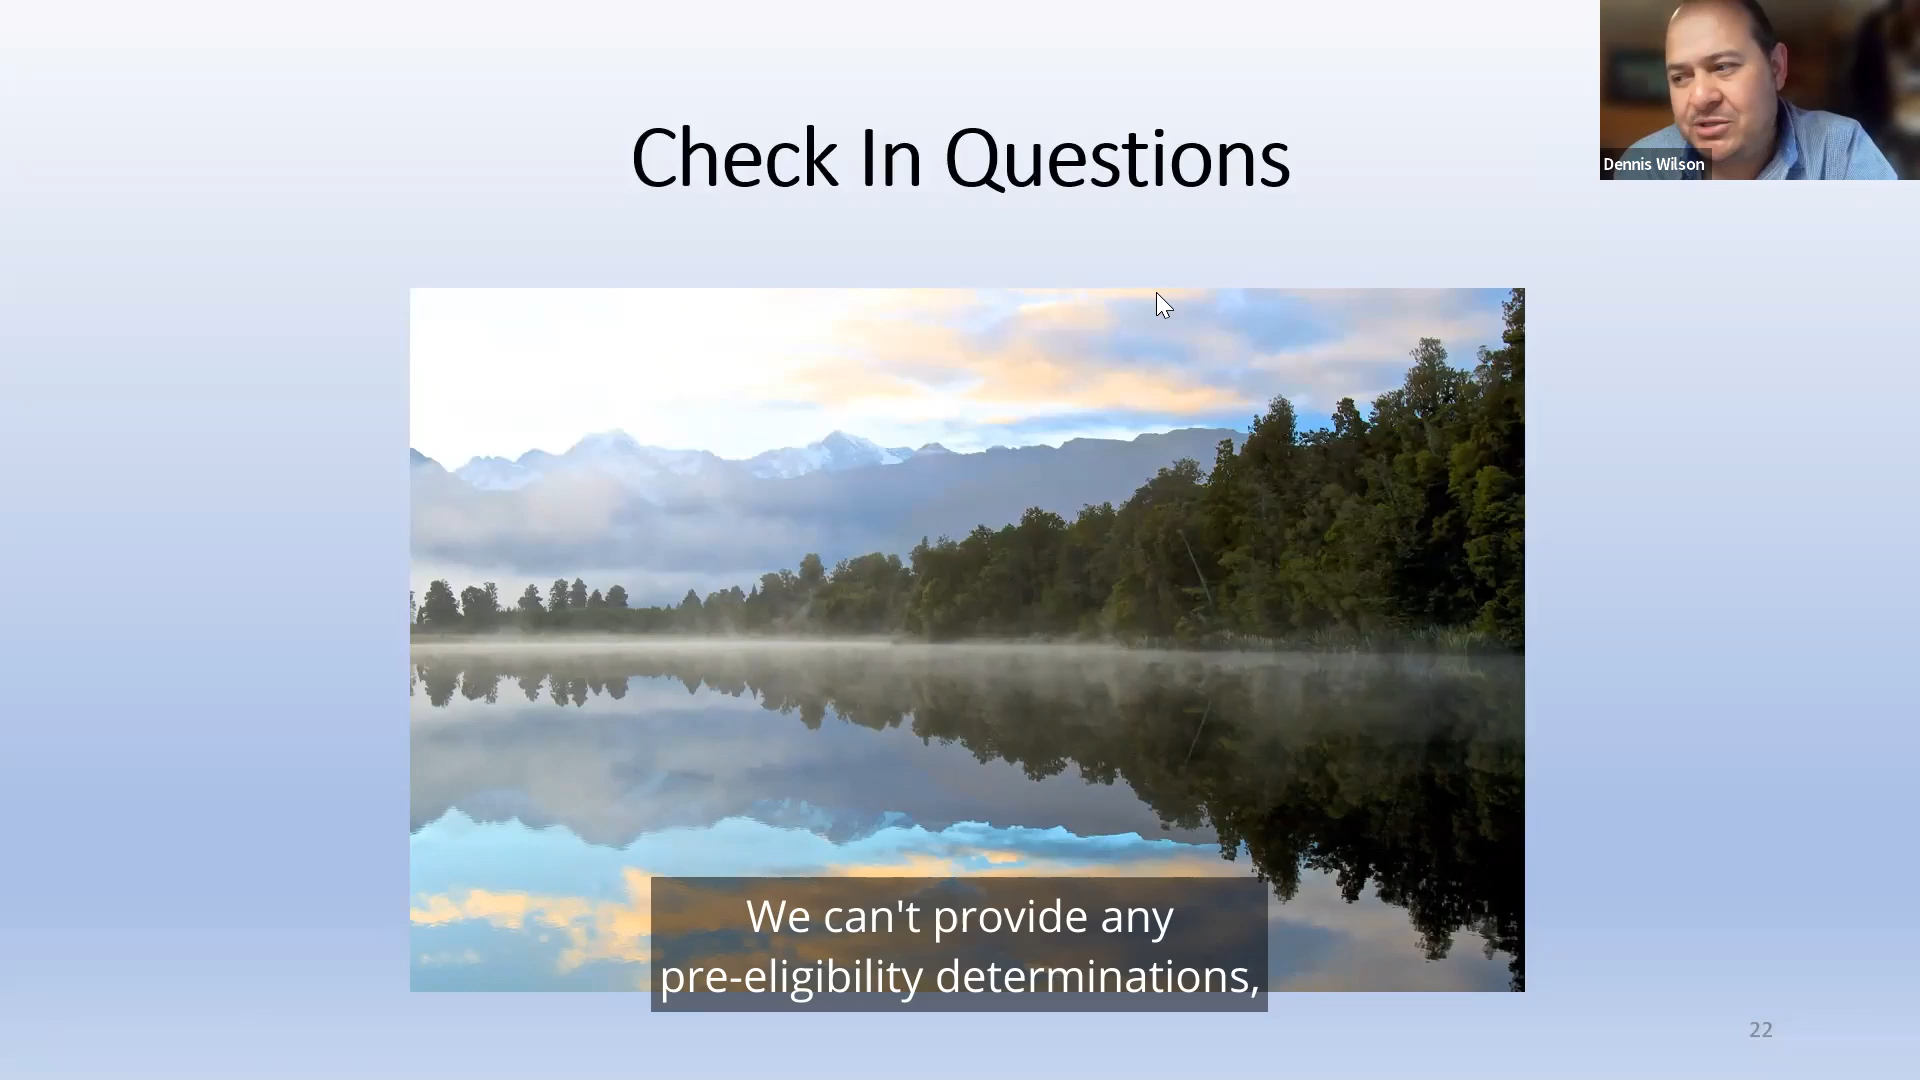 Check In Questions
Dennis Wilson
We can't provide any
pre-eligibility determinations,
22